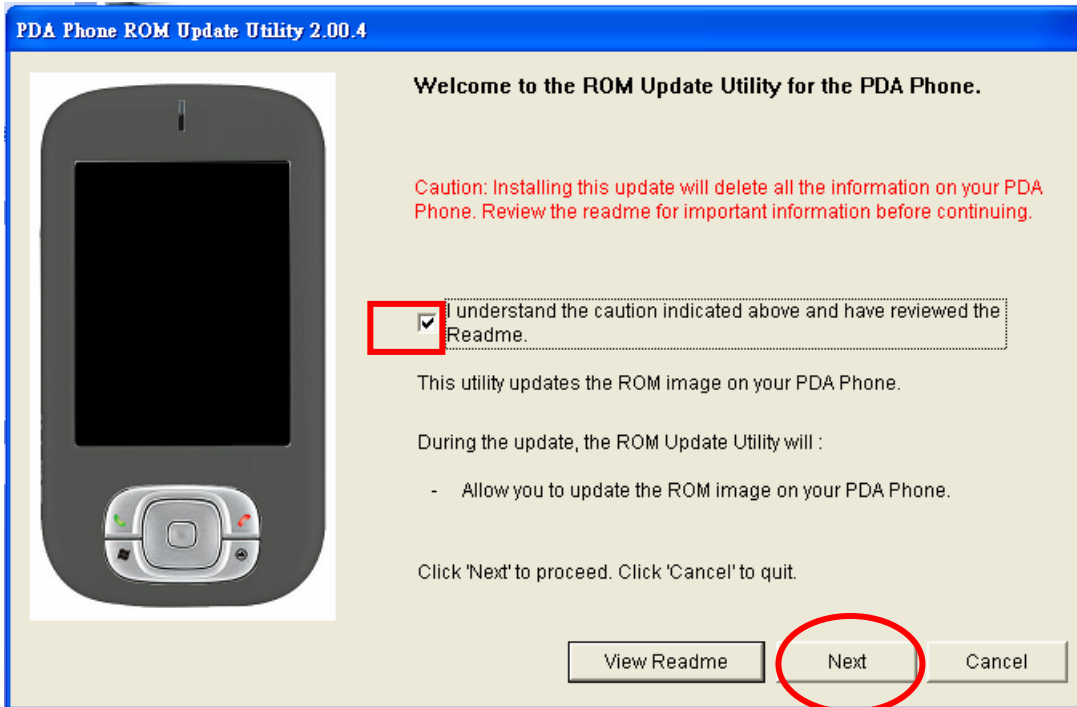 PDA Phone ROM Update Utility 2.00.4
Welcome to the ROM Update Utility for the PDA Phone.
Caution: Installing this update will delete all the information on your PDA
Phone. Review the readme for important information before continuing.
I understand the caution indicated above and have reviewed the
Readme.
This utility updates the ROM image on your PDA Phone.
During the update, the ROM Update Utility will :
- Allow you to update the ROM image on your PDA Phone.
Click 'Next' to proceed. Click 'Cancel' to quit.
View Readme
Next
Cancel